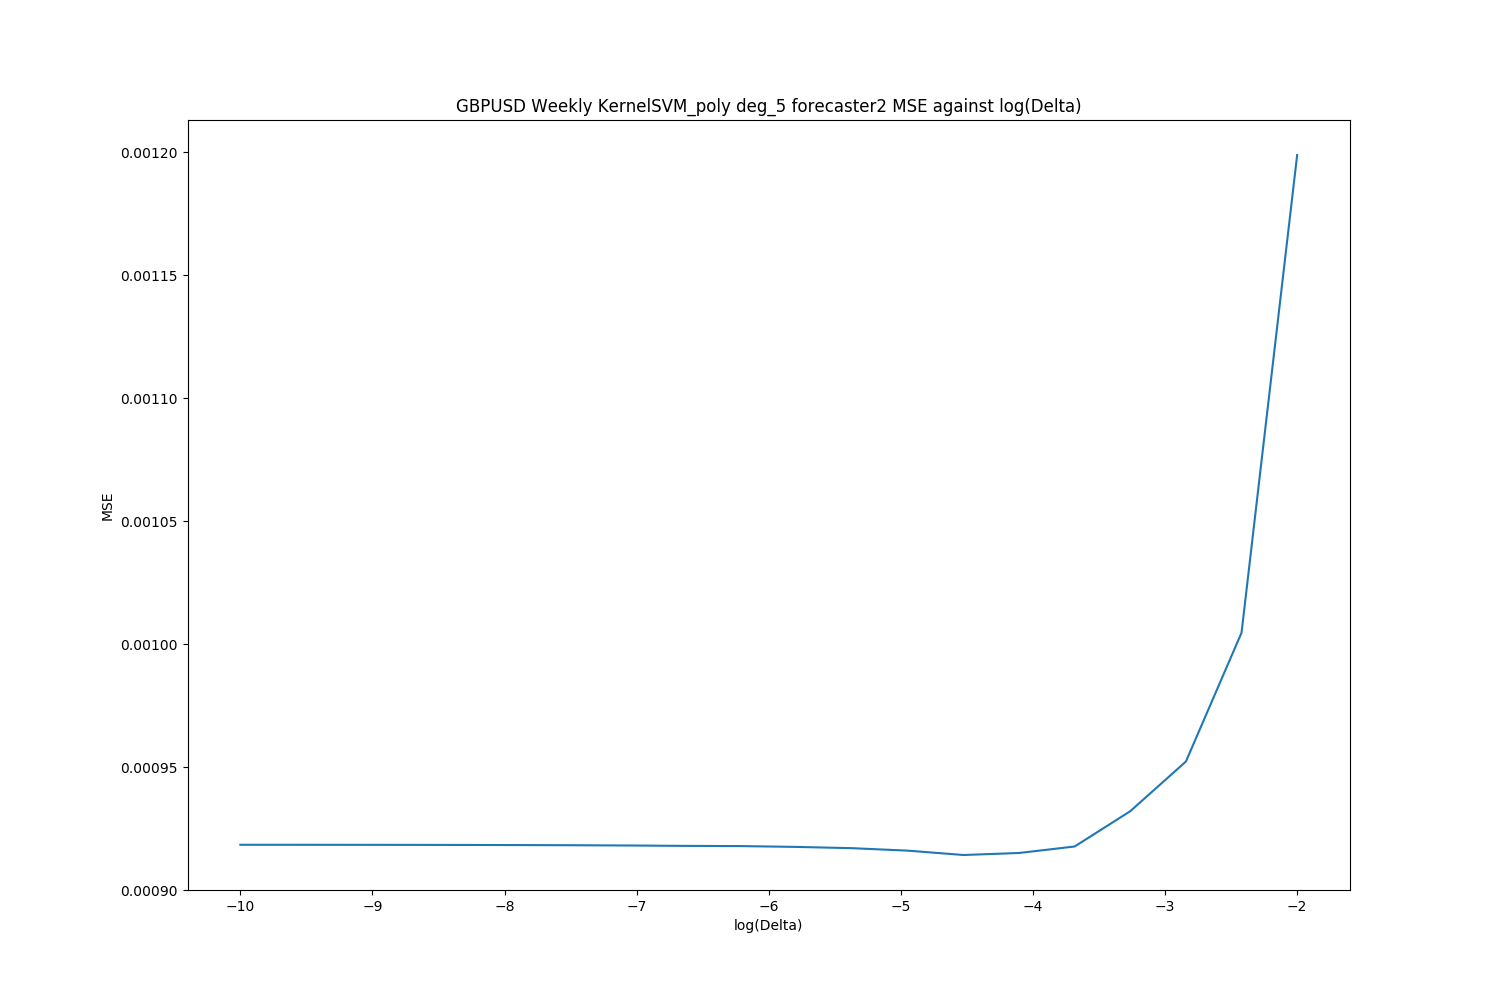 GBPUSD Weekly KernelSVM_poly deg_5 forecaster2 MSE against log(Delta)
0.00120
0.00115
0.00110
0.00105
0.00100
0.00095
0.00090
MSE
−10 −9 −8 −7 −6 −5 −4 −3 −2
log(Delta)